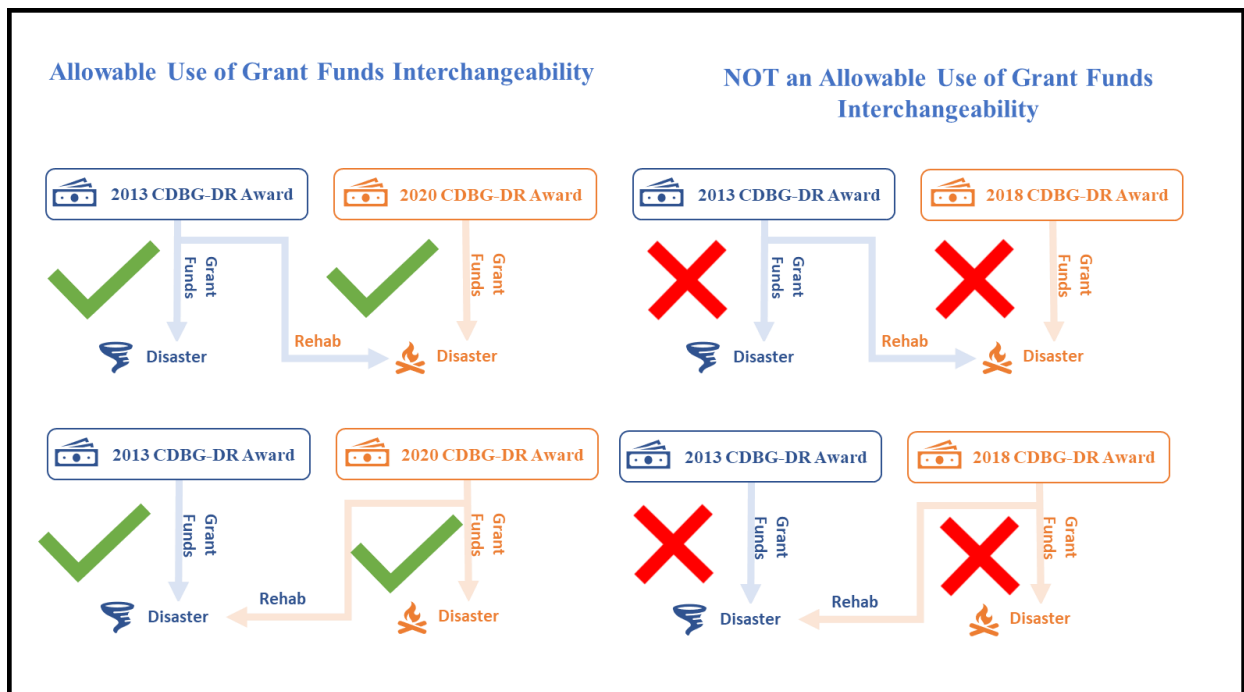 Allowable Use of Grant Funds Interchangeability
NOT an Allowable Use of Grant Funds
Interchangeability
2013 CDBG-DR Award
2020 CDBG-DR Award
Grant
Funds
Grant
Funds
Rehab
Disaster
Disaster
2013 CDBG-DR Award
2018 CDBG-DR Award
Grant
Funds
Grant
Funds
Rehab
Disaster
Disaster
2013 CDBG-DR Award
2020 CDBG-DR Award
Grant
Funds
Grant
Funds
Rehab
Disaster
Disaster
2013 CDBG-DR Award
2018 CDBG-DR Award
Grant
Funds
Grant
Funds
Rehab
Disaster
Disaster